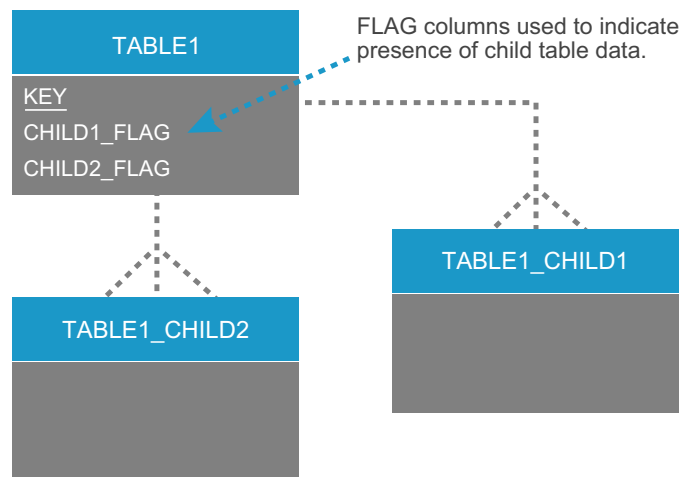 TABLE1
FLAG columns used to indicate
presence of child table data.
KEY
CHILD1_FLAG
CHILD2_FLAG
TABLE1_CHILD1
TABLE1_CHILD2